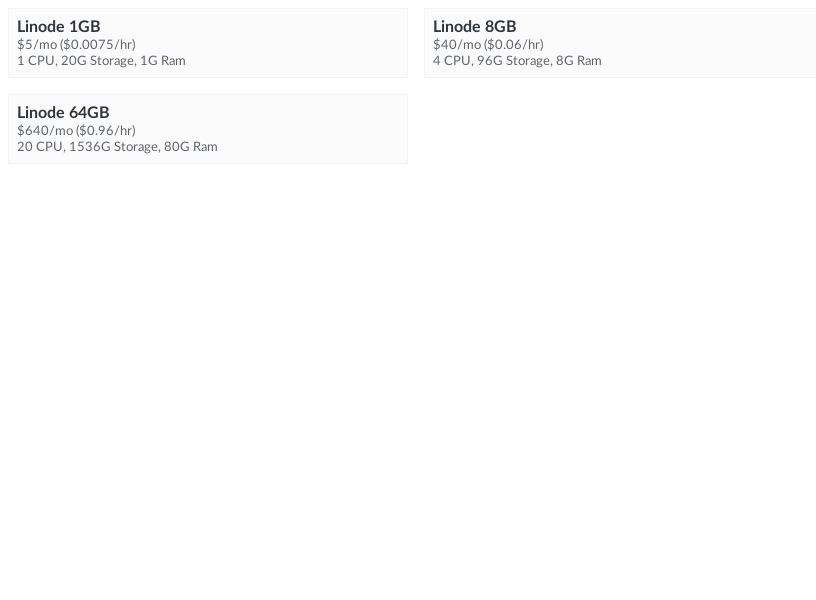 Linode 1GB
$5/mo ($0.0075/hr)
1 CPU, 20G Storage, 1G Ram
Linode 8GB
$40/mo ($0.06/hr)
4 CPU, 96G Storage, 8G Ram
Linode 64GB
$640/mo ($0.96/hr)
20 CPU, 1536G Storage, 80G Ram